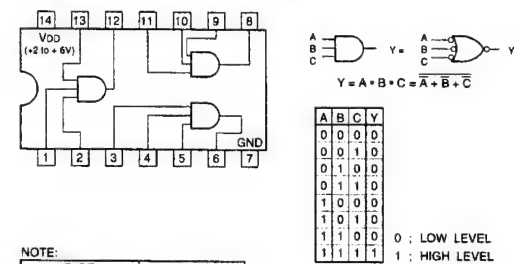 14 13 12 11 10 9 8
VDD
(+2 to + 6V)
GND
1 2 3 4 5 6 7
A
B
C
Y =
A
B
C
Y
Y = A • B • C = A + B + C
A B C Y
0 0 0 0
0 0 1 0
0 1 0 0
0 1 1 0
1 0 0 0
1 0 1 0
1 1 0 0
1 1 1 1
0 ; LOW LEVEL
1 ; HIGH LEVEL
NOTE: